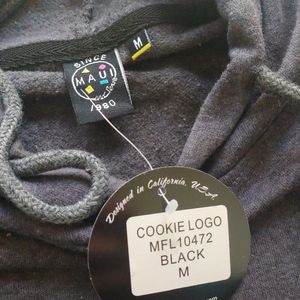 M
SINCE
MAUI
1980
Designed in California, U.S.A.
COOKIE LOGO
MFL10472
BLACK
M